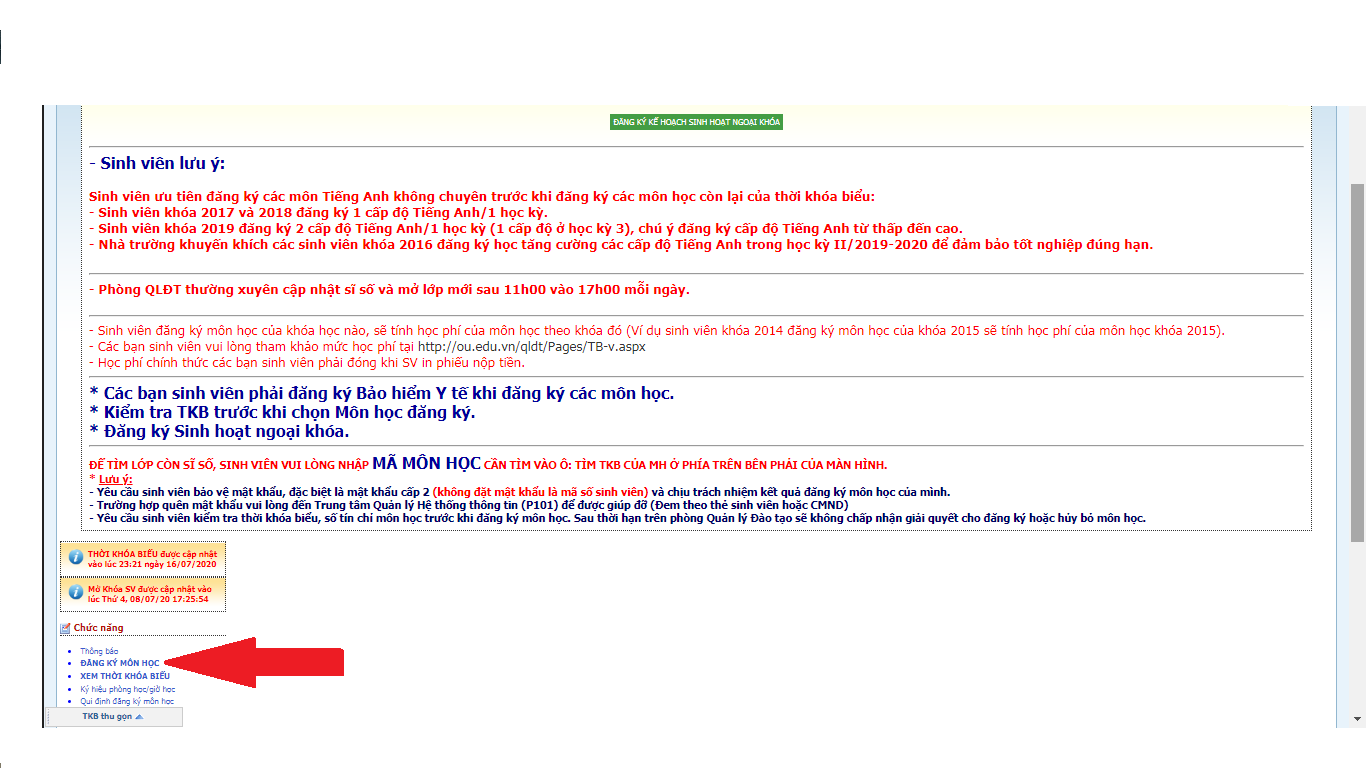 ĐĂNG KÝ KẾ HOẠCH SINH HOẠT NGOẠI KHÓA
- Sinh viên lưu ý:
Sinh viên ưu tiên đăng ký các môn Tiếng Anh không chuyên trước khi đăng ký các môn học còn lại của thời khóa biểu:
- Sinh viên khóa 2017 và 2018 đăng ký 1 cấp độ Tiếng Anh/1 học kỳ.
- Sinh viên khóa 2019 đăng ký 2 cấp độ Tiếng Anh/1 học kỳ (1 cấp độ ở học kỳ 3), chú ý đăng ký cấp độ Tiếng Anh từ thấp đến cao.
- Nhà trường khuyến khích các sinh viên khóa 2016 đăng ký học tăng cường các cấp độ Tiếng Anh trong học kỳ II/2019-2020 để đảm bảo tốt nghiệp đúng hạn.
- Phòng QLĐT thường xuyên cập nhật sĩ số và mở lớp mới sau 11h00 vào 17h00 mỗi ngày.
- Sinh viên đăng ký môn học của khóa học nào, sẽ tính học phí của môn học theo khóa đó (Ví dụ sinh viên khóa 2014 đăng ký môn học của khóa 2015 sẽ tính học phí của môn học khóa 2015).
- Các bạn sinh viên vui lòng tham khảo mức học phí tại http://ou.edu.vn/qldt/Pages/TB-v.aspx
- Học phí chính thức các bạn sinh viên phải đóng khi SV in phiếu nộp tiền.
* Các bạn sinh viên phải đăng ký Bảo hiểm Y tế khi đăng ký các môn học.
* Kiểm tra TKB trước khi chọn Môn học đăng ký.
* Đăng ký Sinh hoạt ngoại khóa.
ĐỂ TÌM LỚP CÒN SĨ SỐ, SINH VIÊN VUI LÒNG NHẬP MÃ MÔN HỌC CẦN TÌM VÀO Ô: TÌM TKB CỦA MH Ở PHÍA TRÊN BÊN PHẢI CỦA MÀN HÌNH.
* Lưu ý:
- Yêu cầu sinh viên bảo vệ mật khẩu, đặc biệt là mật khẩu cấp 2 (không đặt mật khẩu là mã số sinh viên) và chịu trách nhiệm kết quả đăng ký môn học của mình.
- Trường hợp quên mật khẩu vui lòng đến Trung tâm Quản lý Hệ thống thông tin (P101) để được giúp đỡ (Đem theo thẻ sinh viên hoặc CMND)
- Yêu cầu sinh viên kiểm tra thời khóa biểu, số tín chỉ môn học trước khi đăng ký môn học. Sau thời hạn trên phòng Quản lý Đào tạo sẽ không chấp nhận giải quyết cho đăng ký hoặc hủy bỏ môn học.
THỜI KHÓA BIỂU được cập nhật
vào lúc 23:21 ngày 16/07/2020
Mở Khóa SV được cập nhật vào
lúc Thứ 4, 08/07/20 17:25:54
Chức năng
Thông báo
ĐĂNG KÝ MÔN HỌC
XEM THỜI KHÓA BIỂU
Ký hiệu phòng học/giờ học
Qui định đăng ký môn học
TKB thu gọn